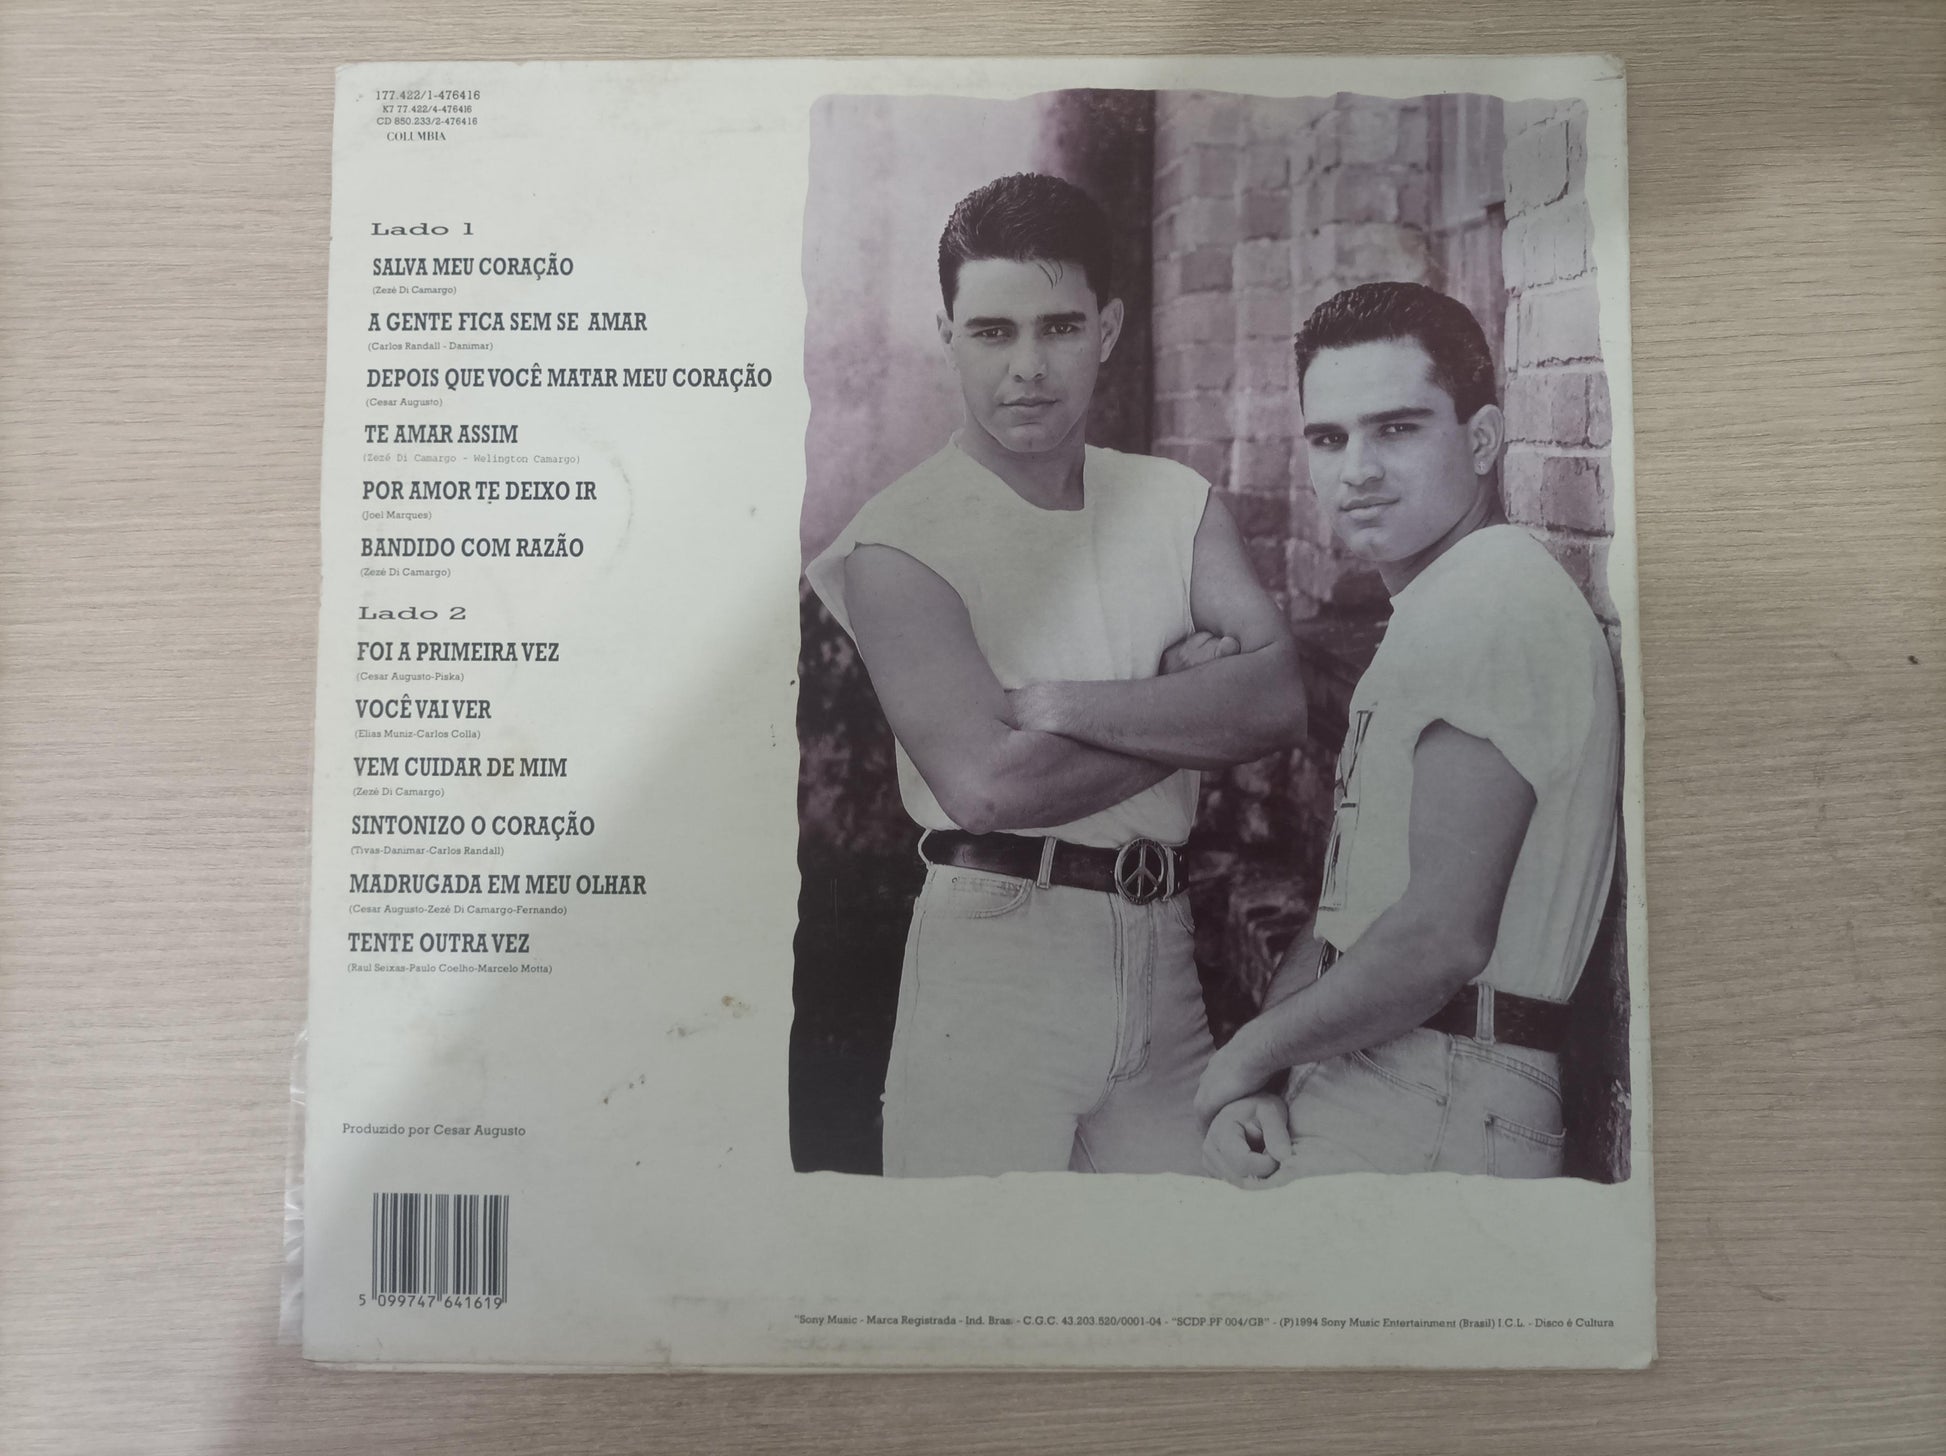 177.422/1-476416
K7 77.422/4-476416
CD 850.233/2-476416
COLUMBIA
Lado 1
SALVA MEU CORAÇÃO
(Zezé Di Camargo)
A GENTE FICA SEM SE AMAR
(Carlos Randall - Danimar)
DEPOIS QUE VOCÊ MATAR MEU CORAÇÃO
(Cesar Augusto)
TE AMAR ASSIM
(Zezé Di Camargo - Welington Camargo)
POR AMOR TE DEIXO IR
(Joel Marques)
BANDIDO COM RAZÃO
(Zezé Di Camargo)
Lado 2
FOI A PRIMEIRA VEZ
(Cesar Augusto-Piska)
VOCÊ VAI VER
(Elias Muniz-Carlos Colla)
VEM CUIDAR DE MIM
(Zezé Di Camargo)
SINTONIZO O CORAÇÃO
(Tivas-Danimar-Carlos Randall)
MADRUGADA EM MEU OLHAR
(Cesar Augusto-Zezé Di Camargo-Fernando)
TENTE OUTRA VEZ
(Raul Seixas-Paulo Coelho-Marcelo Motta)
Produzido por Cesar Augusto
5 099747 641619
"Sony Music - Marca Registrada - Ind. Bras. - C.G.C. 43.203.520/0001-04 - "SCDP PF 004/GB" - (P)1994 Sony Music Entertainment (Brasil) I.C.L. - Disco é Cultura